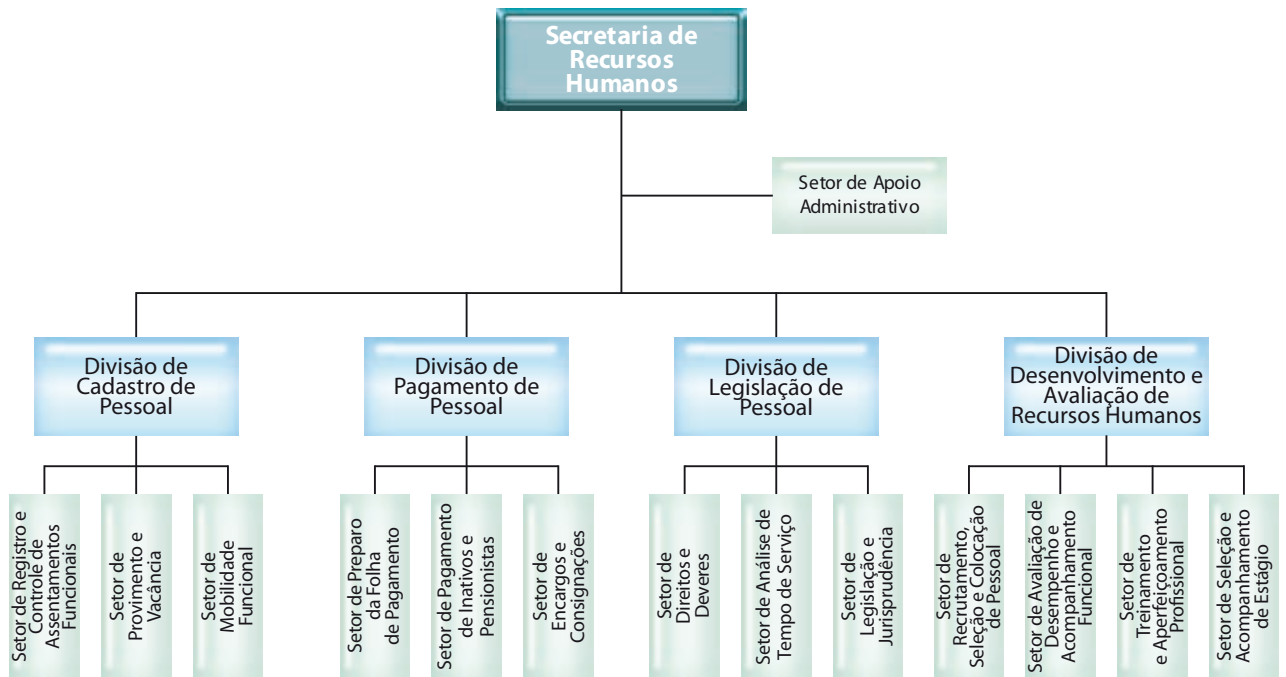 Secretaria de
Recursos
Humanos
Setor de Apoio
Administrativo
Divisão de
Cadastro de
Pessoal
Divisão de
Pagamento de
Pessoal
Divisão de
Legislação de
Pessoal
Divisão de
Desenvolvimento e
Avaliação de
Recursos Humanos
Setor de Registro e
Controle de
Assentamentos
Funcionais
Setor de
Provimento e
Vacância
Setor de
Mobilidade
Funcional
Setor de Preparo
da Folha
de Pagamento
Setor de Pagamento
de Inativos e
Pensionistas
Setor de
Encargos e
Consignações
Setor de
Direitos e
Deveres
Setor de Análise de
Tempo de Serviço
Setor de
Legislação e
Jurisprudência
Setor de
Recrutamento,
Seleção e Colocação
de Pessoal
Setor de Avaliação de
Desempenho e
Acompanhamento
Funcional
Setor de
Treinamento
e Aperfeiçoamento
Profissional
Setor de Seleção e
Acompanhamento
de Estágio